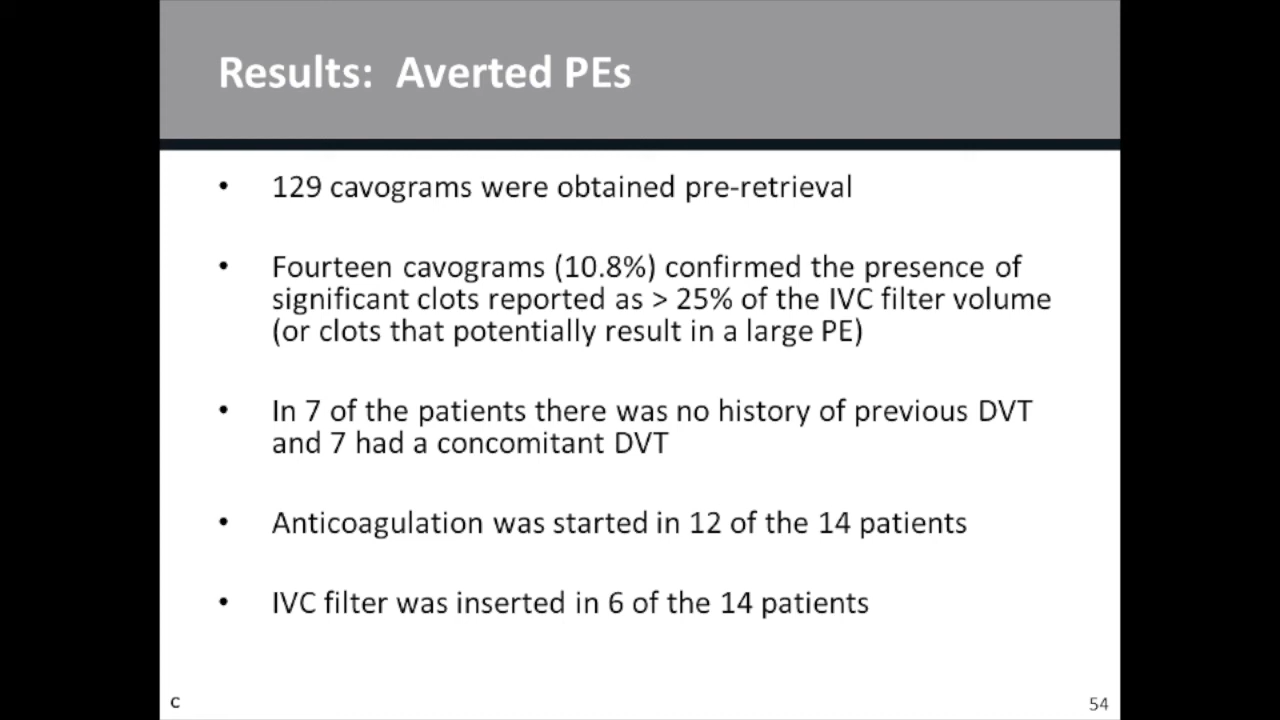 Results: Averted PEs
• 129 cavograms were obtained pre-retrieval
• Fourteen cavograms (10.8%) confirmed the presence of
significant clots reported as > 25% of the IVC filter volume
(or clots that potentially result in a large PE)
• In 7 of the patients there was no history of previous DVT
and 7 had a concomitant DVT
• Anticoagulation was started in 12 of the 14 patients
• IVC filter was inserted in 6 of the 14 patients
c
54